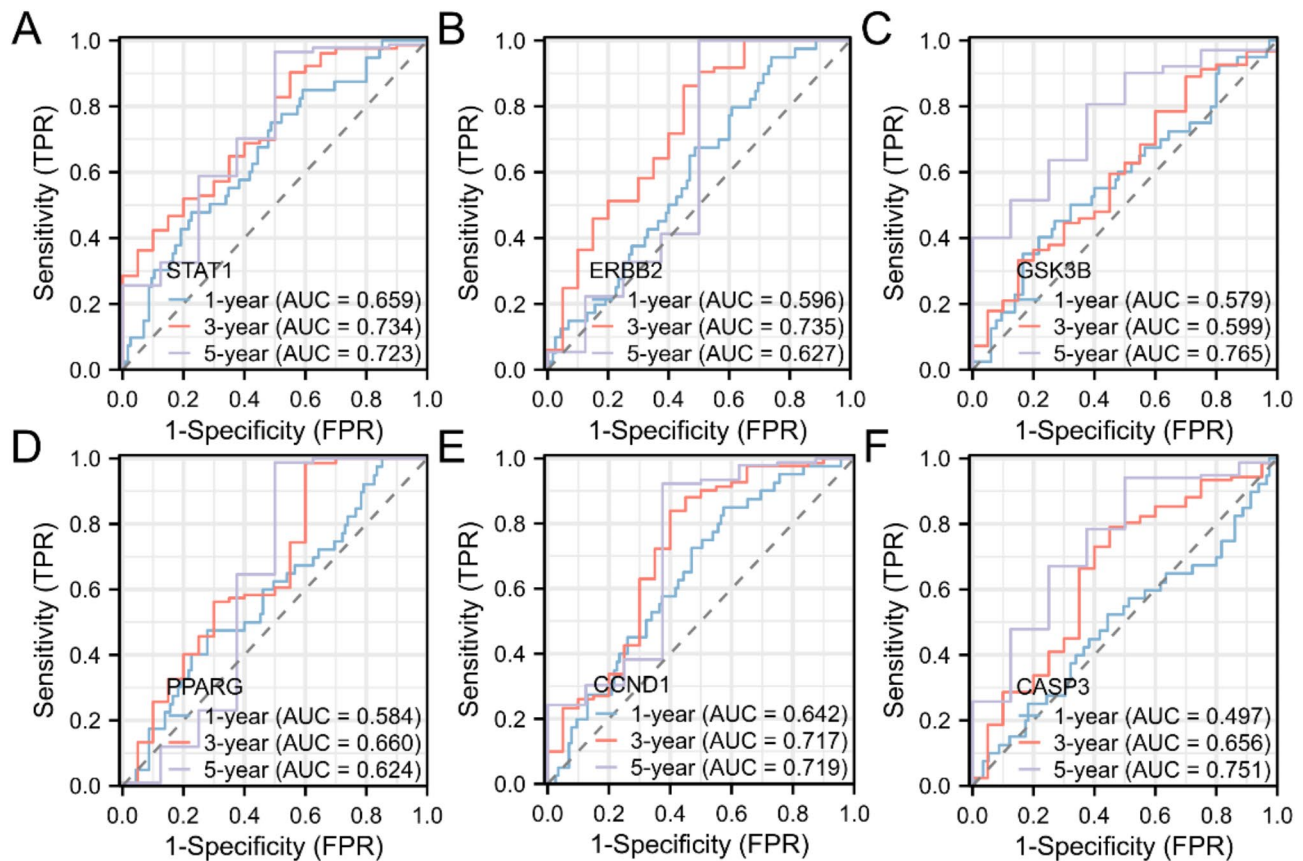 A
Sensitivity (TPR)
1.0
0.8
0.6
0.4
0.2
0.0
STAT1
1-year (AUC = 0.659)
3-year (AUC = 0.734)
5-year (AUC = 0.723)
0.0 0.2 0.4 0.6 0.8 1.0
1-Specificity (FPR)
B
Sensitivity (TPR)
1.0
0.8
0.6
0.4
0.2
0.0
ERBB2
1-year (AUC = 0.596)
3-year (AUC = 0.735)
5-year (AUC = 0.627)
0.0 0.2 0.4 0.6 0.8 1.0
1-Specificity (FPR)
C
Sensitivity (TPR)
1.0
0.8
0.6
0.4
0.2
0.0
GSK3B
1-year (AUC = 0.579)
3-year (AUC = 0.599)
5-year (AUC = 0.765)
0.0 0.2 0.4 0.6 0.8 1.0
1-Specificity (FPR)
D
Sensitivity (TPR)
1.0
0.8
0.6
0.4
0.2
0.0
PPARG
1-year (AUC = 0.584)
3-year (AUC = 0.660)
5-year (AUC = 0.624)
0.0 0.2 0.4 0.6 0.8 1.0
1-Specificity (FPR)
E
Sensitivity (TPR)
1.0
0.8
0.6
0.4
0.2
0.0
CCND1
1-year (AUC = 0.642)
3-year (AUC = 0.717)
5-year (AUC = 0.719)
0.0 0.2 0.4 0.6 0.8 1.0
1-Specificity (FPR)
F
Sensitivity (TPR)
1.0
0.8
0.6
0.4
0.2
0.0
CASP3
1-year (AUC = 0.497)
3-year (AUC = 0.656)
5-year (AUC = 0.751)
0.0 0.2 0.4 0.6 0.8 1.0
1-Specificity (FPR)